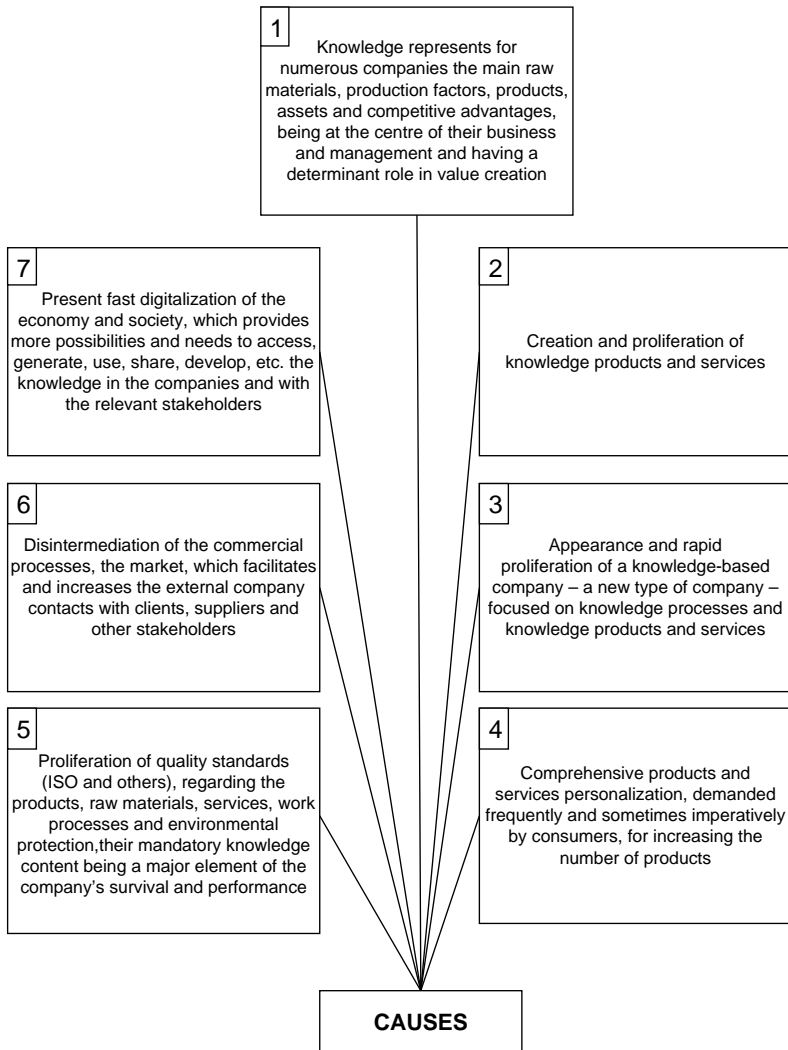 1
Knowledge represents for
numerous companies the main raw
materials, production factors, products,
assets and competitive advantages,
being at the centre of their business
and management and having a
determinant role in value creation
7
Present fast digitalization of the
economy and society, which provides
more possibilities and needs to access,
generate, use, share, develop, etc. the
knowledge in the companies and with
the relevant stakeholders
2
Creation and proliferation of
knowledge products and services
6
Disintermediation of the commercial
processes, the market, which facilitates
and increases the external company
contacts with clients, suppliers and
other stakeholders
3
Appearance and rapid
proliferation of a knowledge-based
company – a new type of company –
focused on knowledge processes and
knowledge products and services
5
Proliferation of quality standards
(ISO and others), regarding the
products, raw materials, services, work
processes and environmental
protection,their mandatory knowledge
content being a major element of the
company’s survival and performance
4
Comprehensive products and
services personalization, demanded
frequently and sometimes imperatively
by consumers, for increasing the
number of products
CAUSES